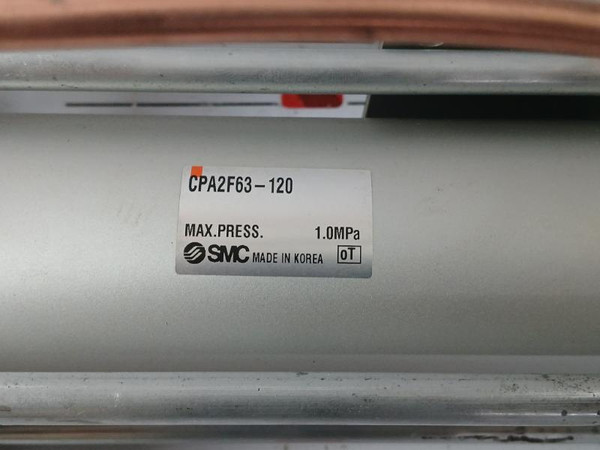 CPA2F63-120
MAX.PRESS. 1.0MPa
SMC MADE IN KOREA oT